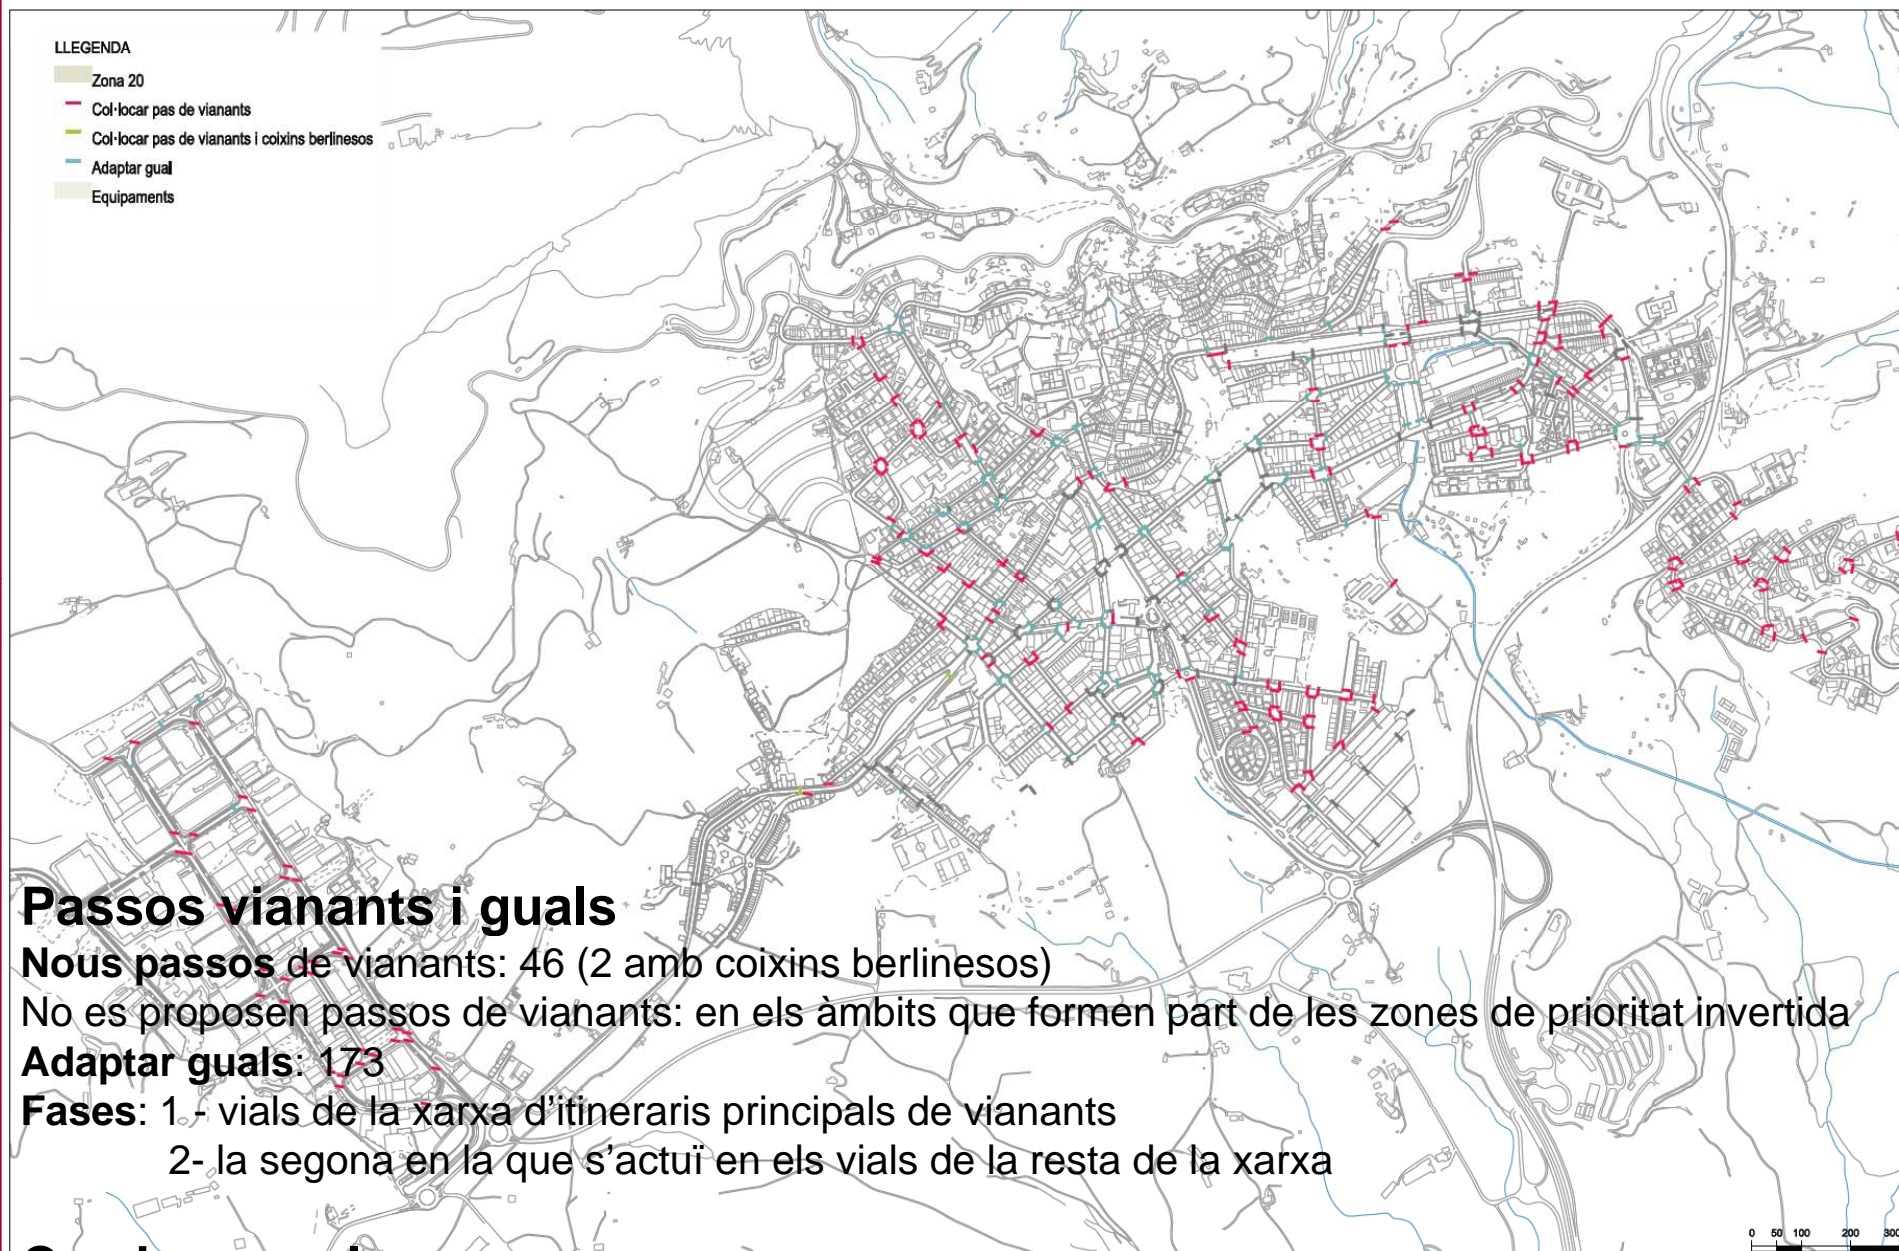 LLEGENDA
Zona 20
Col·locar pas de vianants
Col·locar pas de vianants i coixins berlinesos
Adaptar gual
Equipaments
Passos vianants i guals
Nous passos de vianants: 46 (2 amb coixins berlinesos)
No es proposen passos de vianants: en els àmbits que formen part de les zones de prioritat invertida
Adaptar guals: 173
Fases: 1.- vials de la xarxa d'itineraris principals de vianants
2- la segona en la que s'actuï en els vials de la resta de la xarxa
0 50 100 200 300